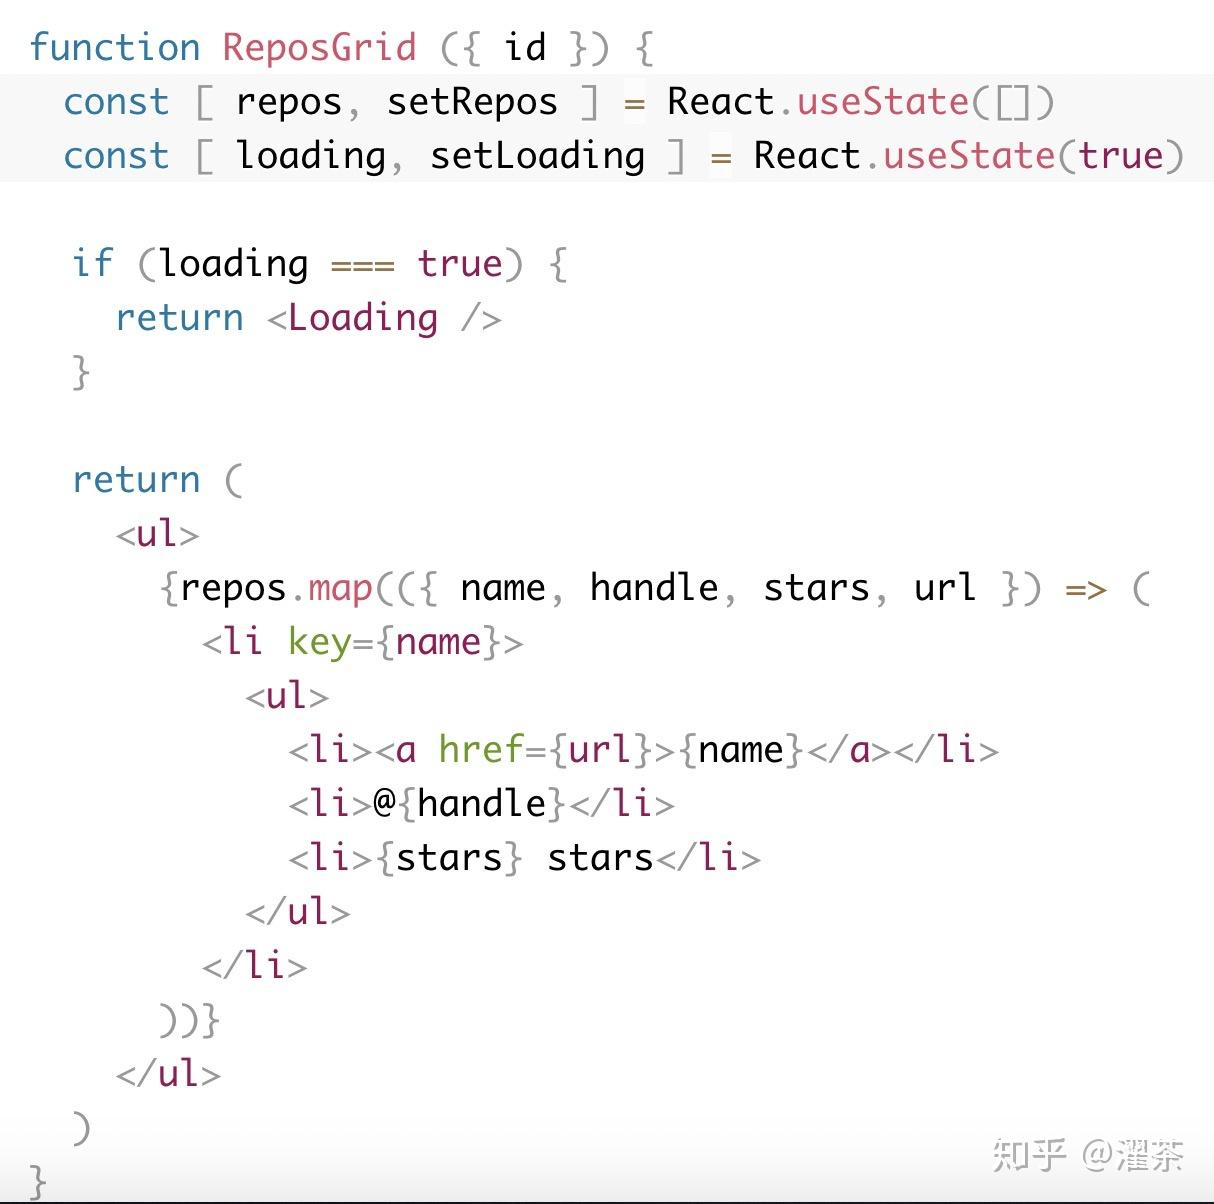 function ReposGrid ({ id }) {
  const [ repos, setRepos ] = React.useState([])
  const [ loading, setLoading ] = React.useState(true)

  if (loading === true) {
    return <Loading />
  }

  return (
    <ul>
      {repos.map(({ name, handle, stars, url }) => (
        <li key={name}>
          <ul>
            <li><a href={url}>{name}</a></li>
            <li>@{handle}</li>
            <li>{stars} stars</li>
          </ul>
        </li>
      ))}
    </ul>
  )
}
知乎 @濯茶